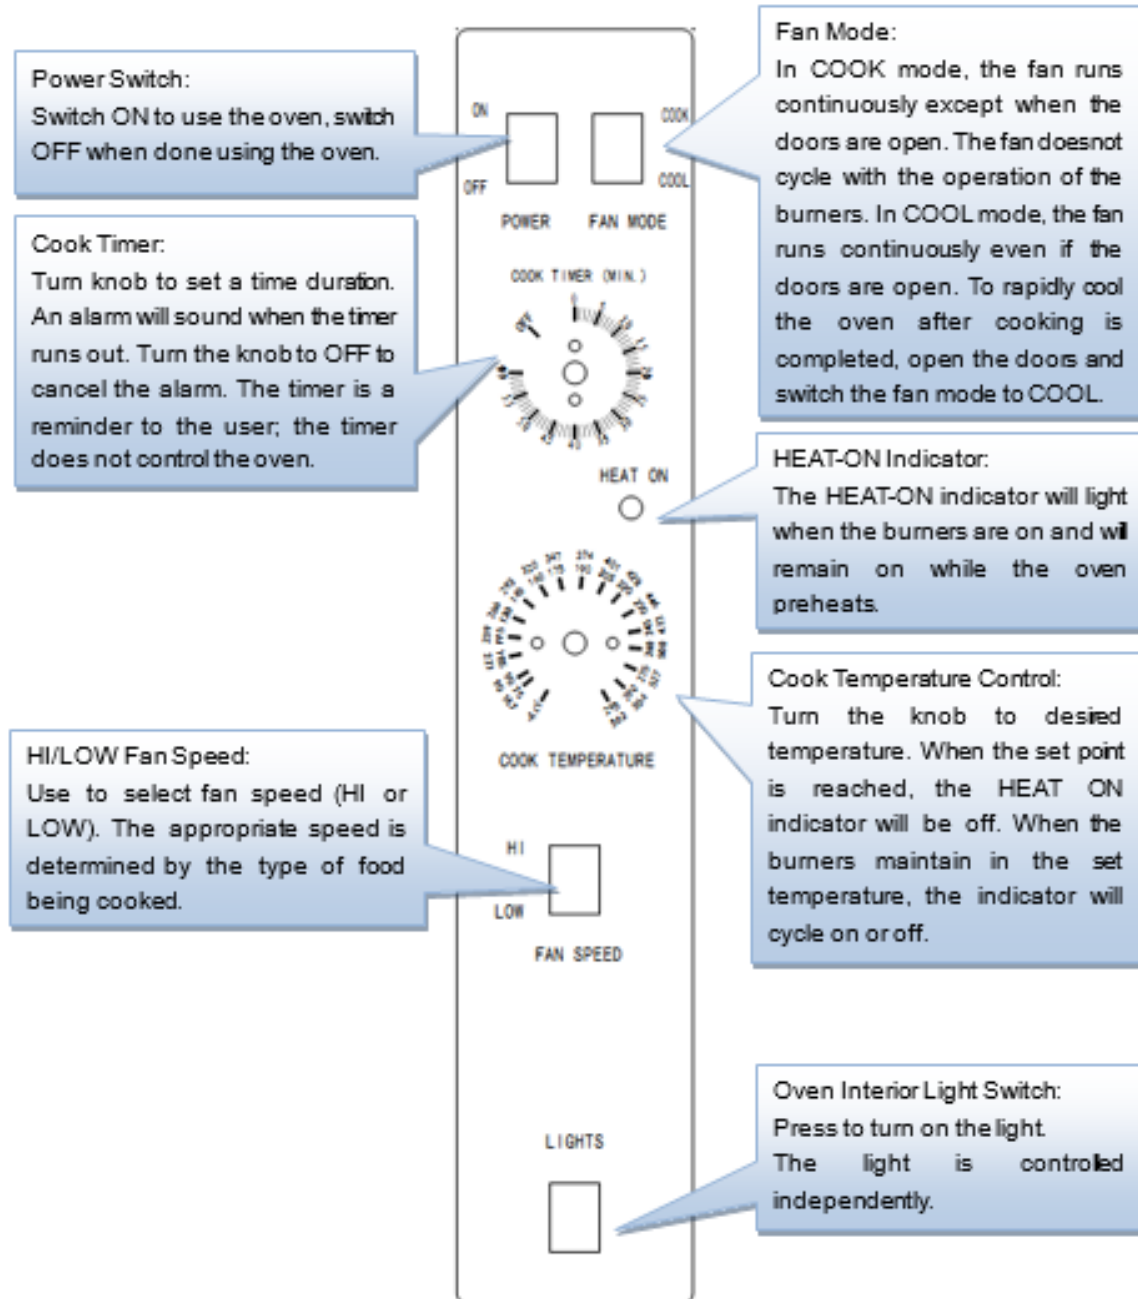 Power Switch:
Switch ON to use the oven, switch
OFF when done using the oven.
Cook Timer:
Turn knob to set a time duration.
An alarm will sound when the timer
runs out. Turn the knob to OFF to
cancel the alarm. The timer is a
reminder to the user; the timer
does not control the oven.
HI/LOW Fan Speed:
Use to select fan speed (HI or
LOW). The appropriate speed is
determined by the type of food
being cooked.
ON
OFF
POWER
COOK
COOL
FAN MODE
COOK TIMER (MIN.)
OFF
0
HEAT ON
COOK TEMPERATURE
HI
LOW
FAN SPEED
LIGHTS
Fan Mode:
In COOK mode, the fan runs
continuously except when the
doors are open. The fan doesnot
cycle with the operation of the
burners. In COOL mode, the fan
runs continuously even if the
doors are open. To rapidly cool
the oven after cooking is
completed, open the doors and
switch the fan mode to COOL.
HEAT-ON Indicator:
The HEAT-ON indicator will light
when the burners are on and will
remain on while the oven
preheats.
Cook Temperature Control:
Turn the knob to desired
temperature. When the set point
is reached, the HEAT ON
indicator will be off. When the
burners maintain in the set
temperature, the indicator will
cycle on or off.
Oven Interior Light Switch:
Press to turn on the light.
The light is controlled
independently.